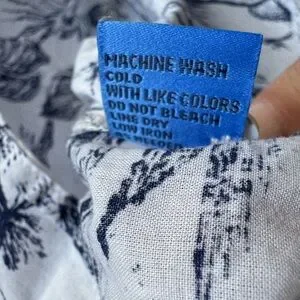 MACHINE WASH
COLD
WITH LIKE COLORS
DO NOT BLEACH
LINE DRY
LOW IRON